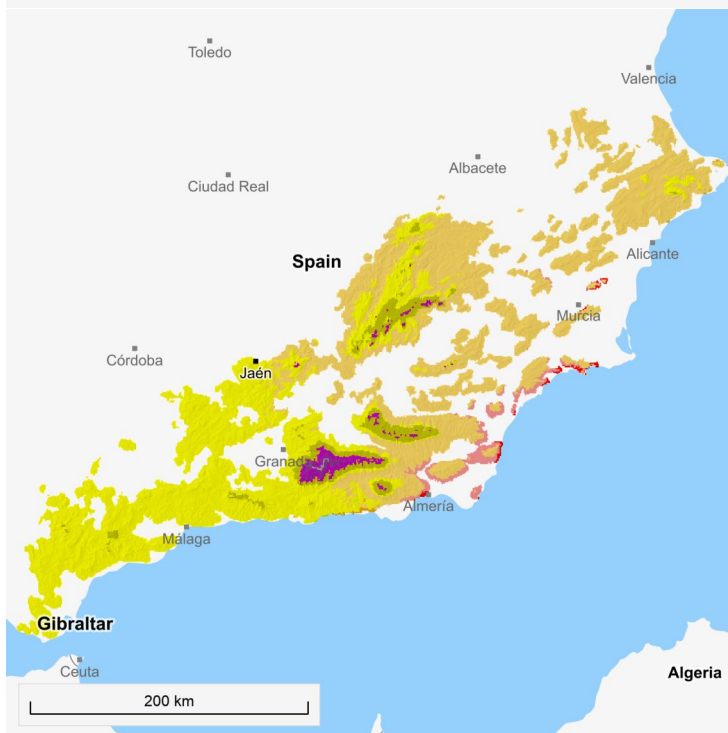 Toledo
Valencia
Albacete
Ciudad Real
Alicante
Spain
Murcia
Córdoba
Jaén
Granada
Almería
Málaga
Gibraltar
Ceuta
Algeria
200 km